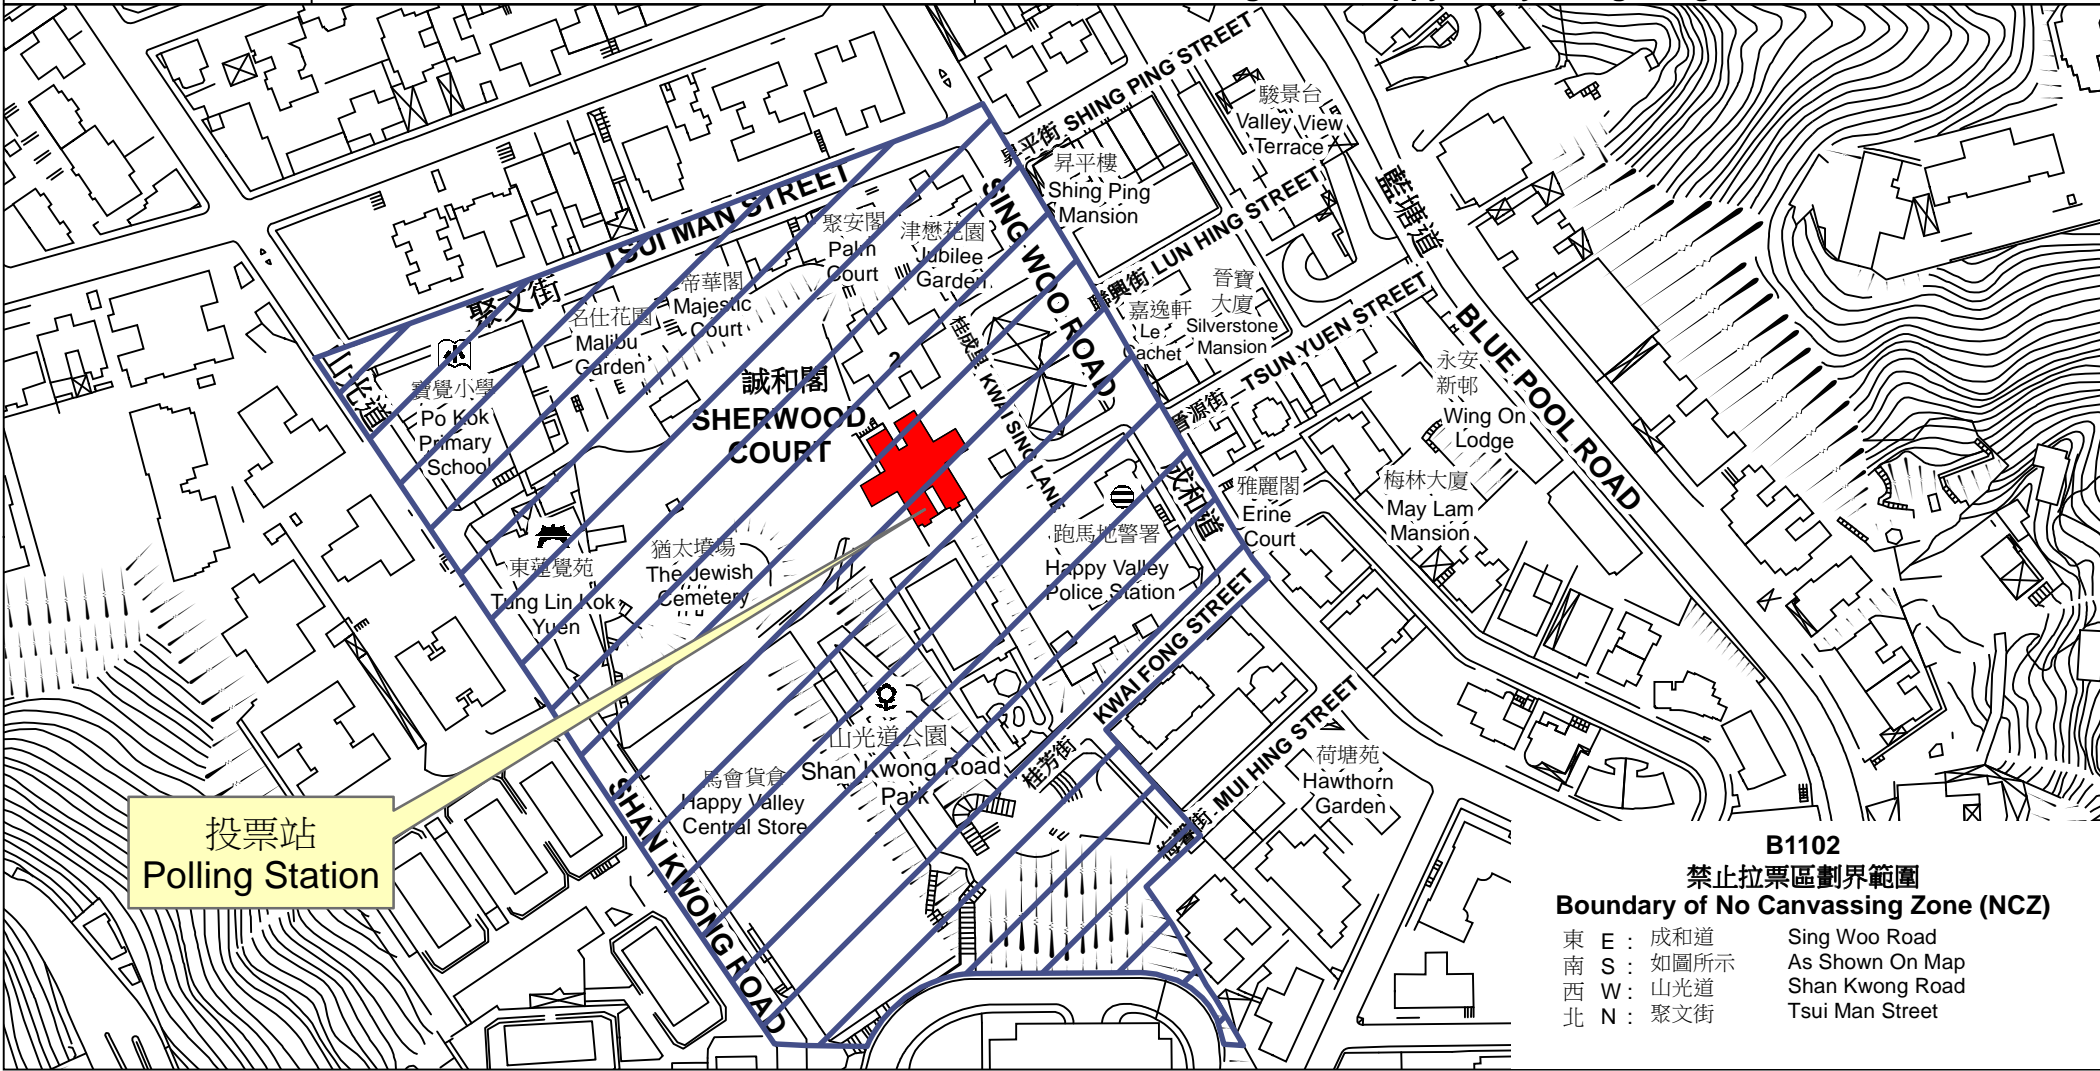 昇平街 SHING PING STREET
駿景台
Valley View
Terrace
昇平樓
Shing Ping
Mansion
藍塘道
BLUE POOL ROAD
聚文街
TSUI MAN STREET
聚安閣
Palm
Court
津懋花園
Jubilee
Garden
SING WOO ROAD
成和道
聯興街 LUN HING STREET
帝華閣
Majestic
Court
名仕花園
Malibu
Garden
嘉逸軒
Le
Cachet
晉寶
大廈
Silverstone
Mansion
晉源街 TSUN YUEN STREET
永安
新邨
Wing On
Lodge
山光道
寶覺小學
Po Kok
Primary
School
2
誠和閣
SHERWOOD
COURT
桂成里 KWAI SING LANE
雅麗閣
Erine
Court
梅林大廈
May Lam
Mansion
東蓮覺苑
Tung Lin Kok
Yuen
猶太墳場
The Jewish
Cemetery
跑馬地警署
Happy Valley
Police Station
桂芳街
KWAI FONG STREET
山光道公園
Shan Kwong Road
Park
馬會貨倉
Happy Valley
Central Store
梅馨街 MUI HING STREET
荷塘苑
Hawthorn
Garden
SHAN KWONG ROAD
投票站
Polling Station
B1102
禁止拉票區劃界範圍
Boundary of No Canvassing Zone (NCZ)
東 E : 成和道 Sing Woo Road
南 S : 如圖所示 As Shown On Map
西 W : 山光道 Shan Kwong Road
北 N : 聚文街 Tsui Man Street